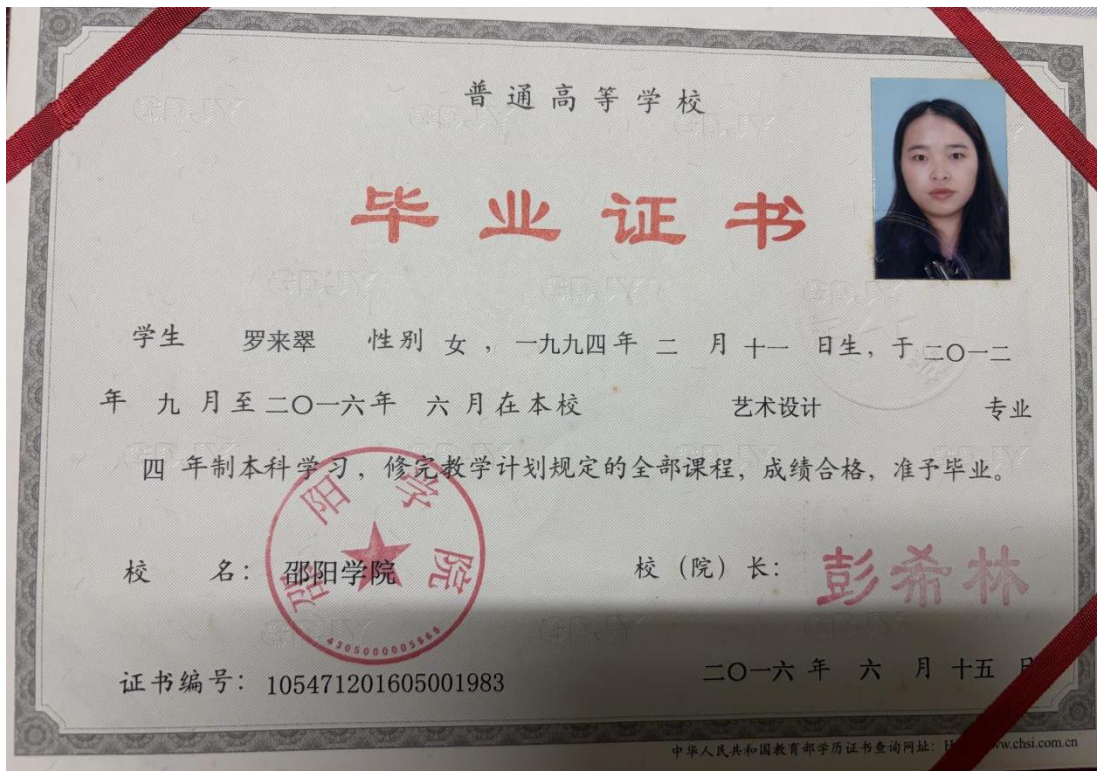 普通高等学校
毕业证书
学生 罗来翠 性别 女 , 一九九四 年 二 月 十一 日生, 于 二〇一二
年 九 月至 二〇一六 年 六 月在本校 艺术设计 专业
四 年制本科学习, 修完教学计划规定的全部课程, 成绩合格, 准予毕业。
邵阳学院
校 名: 邵阳学院 校(院)长: 彭希林
4305000005565
证书编号: 105471201605001983 二〇一六 年 六 月 十五 日
中华人民共和国教育部学历证书查询网址: www.chsi.com.cn